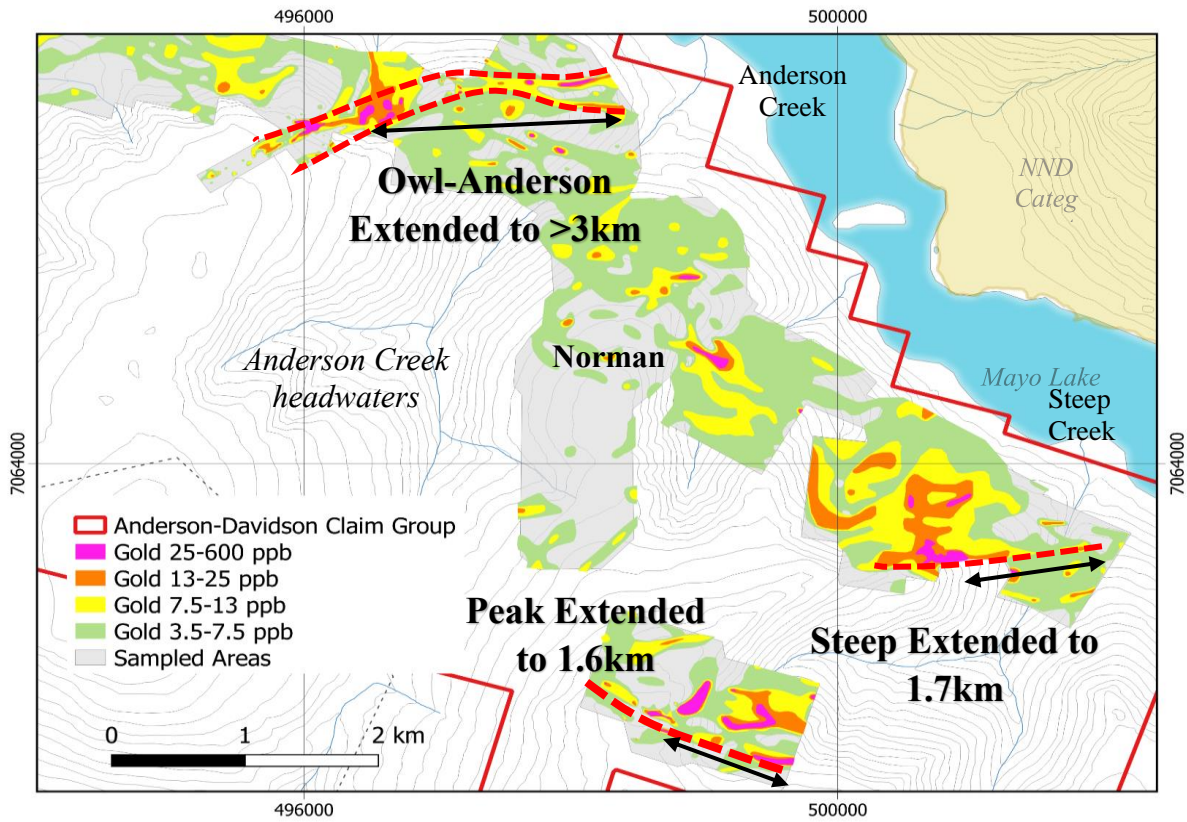 496000
500000
Anderson
Creek
NND
Categ
Owl-Anderson
Extended to >3km
Anderson Creek
headwaters
Norman
Mayo Lake
Steep
Creek
7064000
7064000
Anderson-Davidson Claim Group
Gold 25-600 ppb
Gold 13-25 ppb
Gold 7.5-13 ppb
Gold 3.5-7.5 ppb
Sampled Areas
Peak Extended
to 1.6km
Steep Extended to
1.7km
0 1 2 km
496000
500000